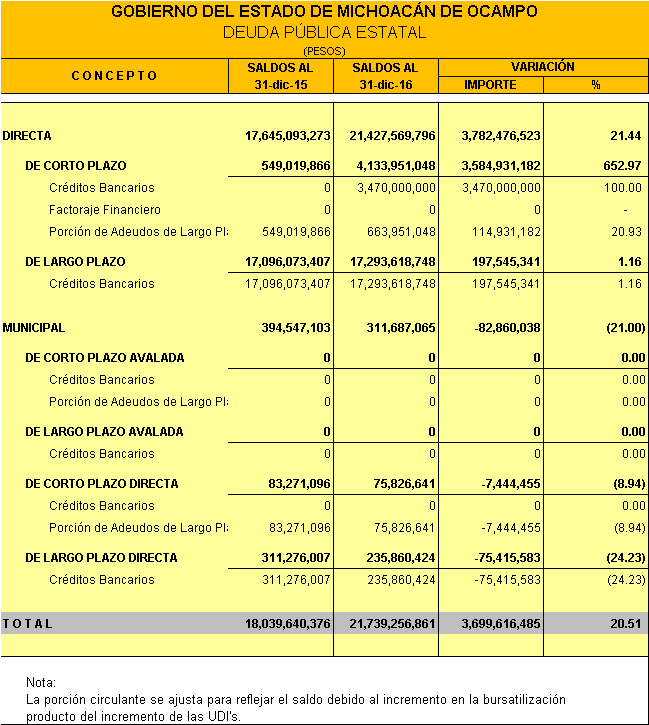 GOBIERNO DEL ESTADO DE MICHOACÁN DE OCAMPO
DEUDA PÚBLICA ESTATAL
(PESOS)
CONCEPTO SALDOS AL 31-dic-15 SALDOS AL 31-dic-16 VARIACIÓN IMPORTE %
DIRECTA 17,645,093,273 21,427,569,796 3,782,476,523 21.44
DE CORTO PLAZO 549,019,866 4,133,951,048 3,584,931,182 652.97
Créditos Bancarios 0 3,470,000,000 3,470,000,000 100.00
Factoraje Financiero 0 0 0 -
Porción de Adeudos de Largo Pla 549,019,866 663,951,048 114,931,182 20.93
DE LARGO PLAZO 17,096,073,407 17,293,618,748 197,545,341 1.16
Créditos Bancarios 17,096,073,407 17,293,618,748 197,545,341 1.16
MUNICIPAL 394,547,103 311,687,065 -82,860,038 (21.00)
DE CORTO PLAZO AVALADA 0 0 0 0.00
Créditos Bancarios 0 0 0 0.00
Porción de Adeudos de Largo Pla 0 0 0 0.00
DE LARGO PLAZO AVALADA 0 0 0 0.00
Créditos Bancarios 0 0 0 0.00
DE CORTO PLAZO DIRECTA 83,271,096 75,826,641 -7,444,455 (8.94)
Créditos Bancarios 0 0 0 0.00
Porción de Adeudos de Largo Pla 83,271,096 75,826,641 -7,444,455 (8.94)
DE LARGO PLAZO DIRECTA 311,276,007 235,860,424 -75,415,583 (24.23)
Créditos Bancarios 311,276,007 235,860,424 -75,415,583 (24.23)
TOTAL 18,039,640,376 21,739,256,861 3,699,616,485 20.51
Nota:
La porción circulante se ajusta para reflejar el saldo debido al incremento en la bursatilización
producto del incremento de las UDI's.